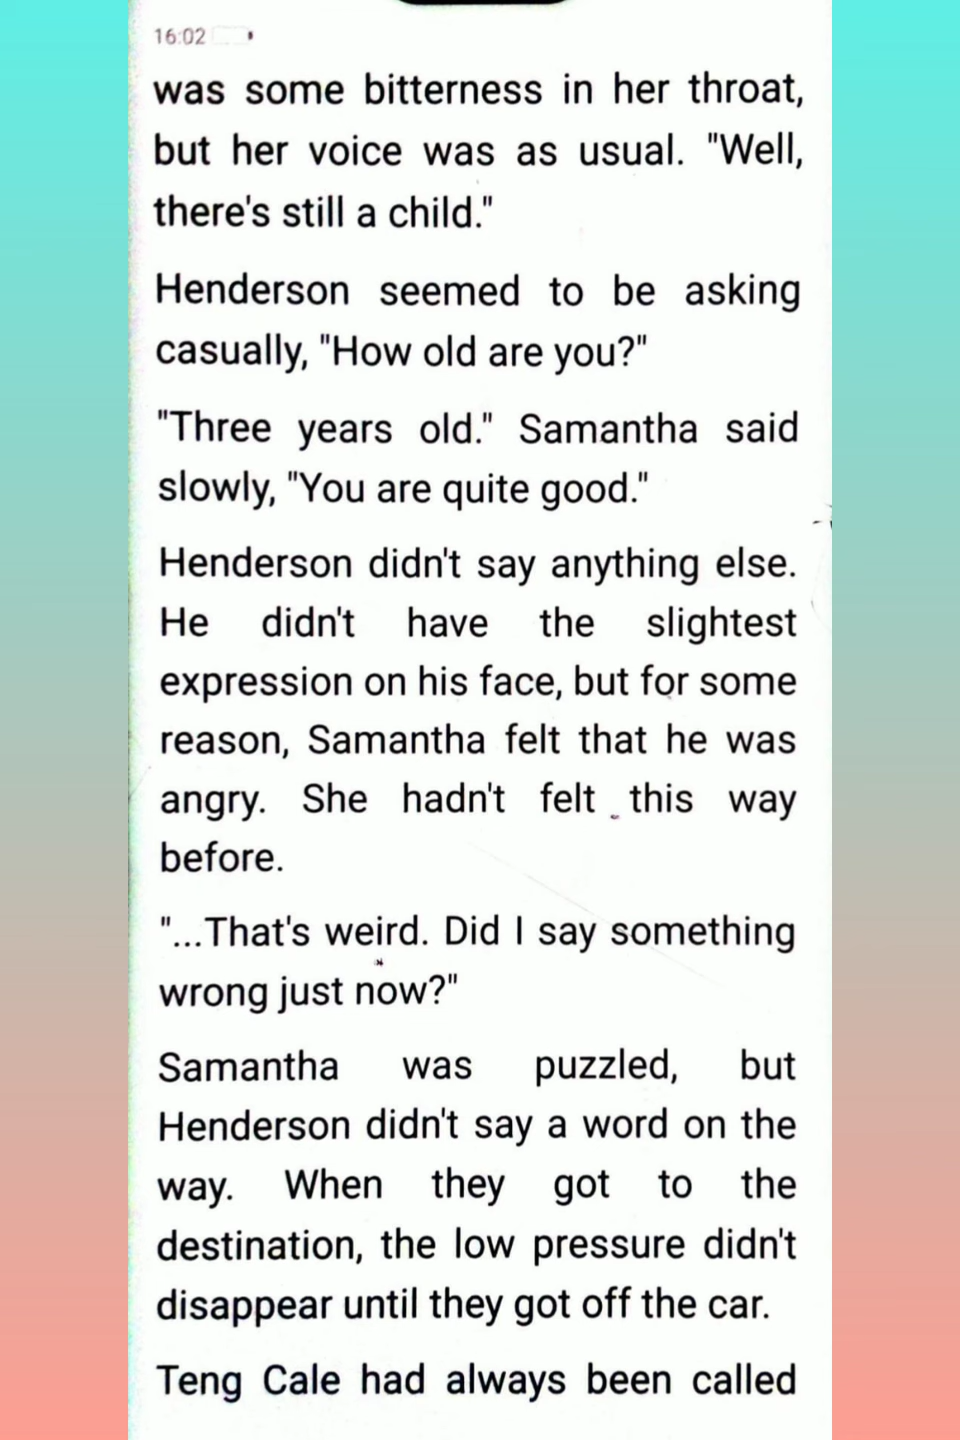 16:02
was some bitterness in her throat,
but her voice was as usual. "Well,
there's still a child."
Henderson seemed to be asking
casually, "How old are you?"
"Three years old." Samantha said
slowly, "You are quite good."
Henderson didn't say anything else.
He didn't have the slightest
expression on his face, but for some
reason, Samantha felt that he was
angry. She hadn't felt this way
before.
"...That's weird. Did I say something
wrong just now?"
Samantha was puzzled, but
Henderson didn't say a word on the
way. When they got to the
destination, the low pressure didn't
disappear until they got off the car.
Teng Cale had always been called